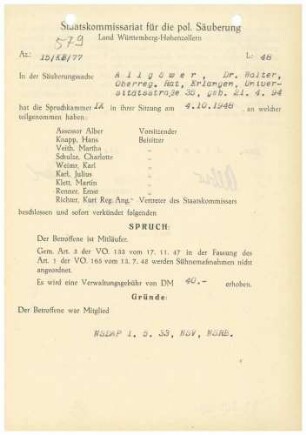 Staatskommissariat für die pol. Säuberung
Land Württemberg-Hohenzollern
579
Az.: 15/EB/77
L: 48
In der Säuberungssache Allgöwer, Dr. Walter,
Oberreg. Rat, Erlangen, Univer-
sitätsstraße 36, geb. 21. 4. 94
hat die Spruchkammer IX in ihrer Sitzung am 4.10.1948 an welcher
teilgenommen haben:
Assessor Alber Vorsitzender
Knapp, Hans Beisitzer
Veith, Martha "
Schulze, Charlotte "
Karl "
Karl, Julius "
Klett, Martin "
Renner, Ernst "
Richter, Kurt Reg. Ang. Vertreter des Staatskommissars
beschlossen und sofort verkündet folgenden
SPRUCH:
Der Betroffene ist Mitläufer.
Gem. Art. 2 der VO. 133 vom 17. 11. 47 in der Fassung des
Art. 1 der VO. 165 vom 13. 7. 48 werden Sühnemaßnahmen nicht
angeordnet.
Es wird eine Verwaltungsgebühr von DM 40.- erhoben.
Gründe:
Der Betroffene war Mitglied
NSDAP 1. 5. 33, NSV, NSRB.